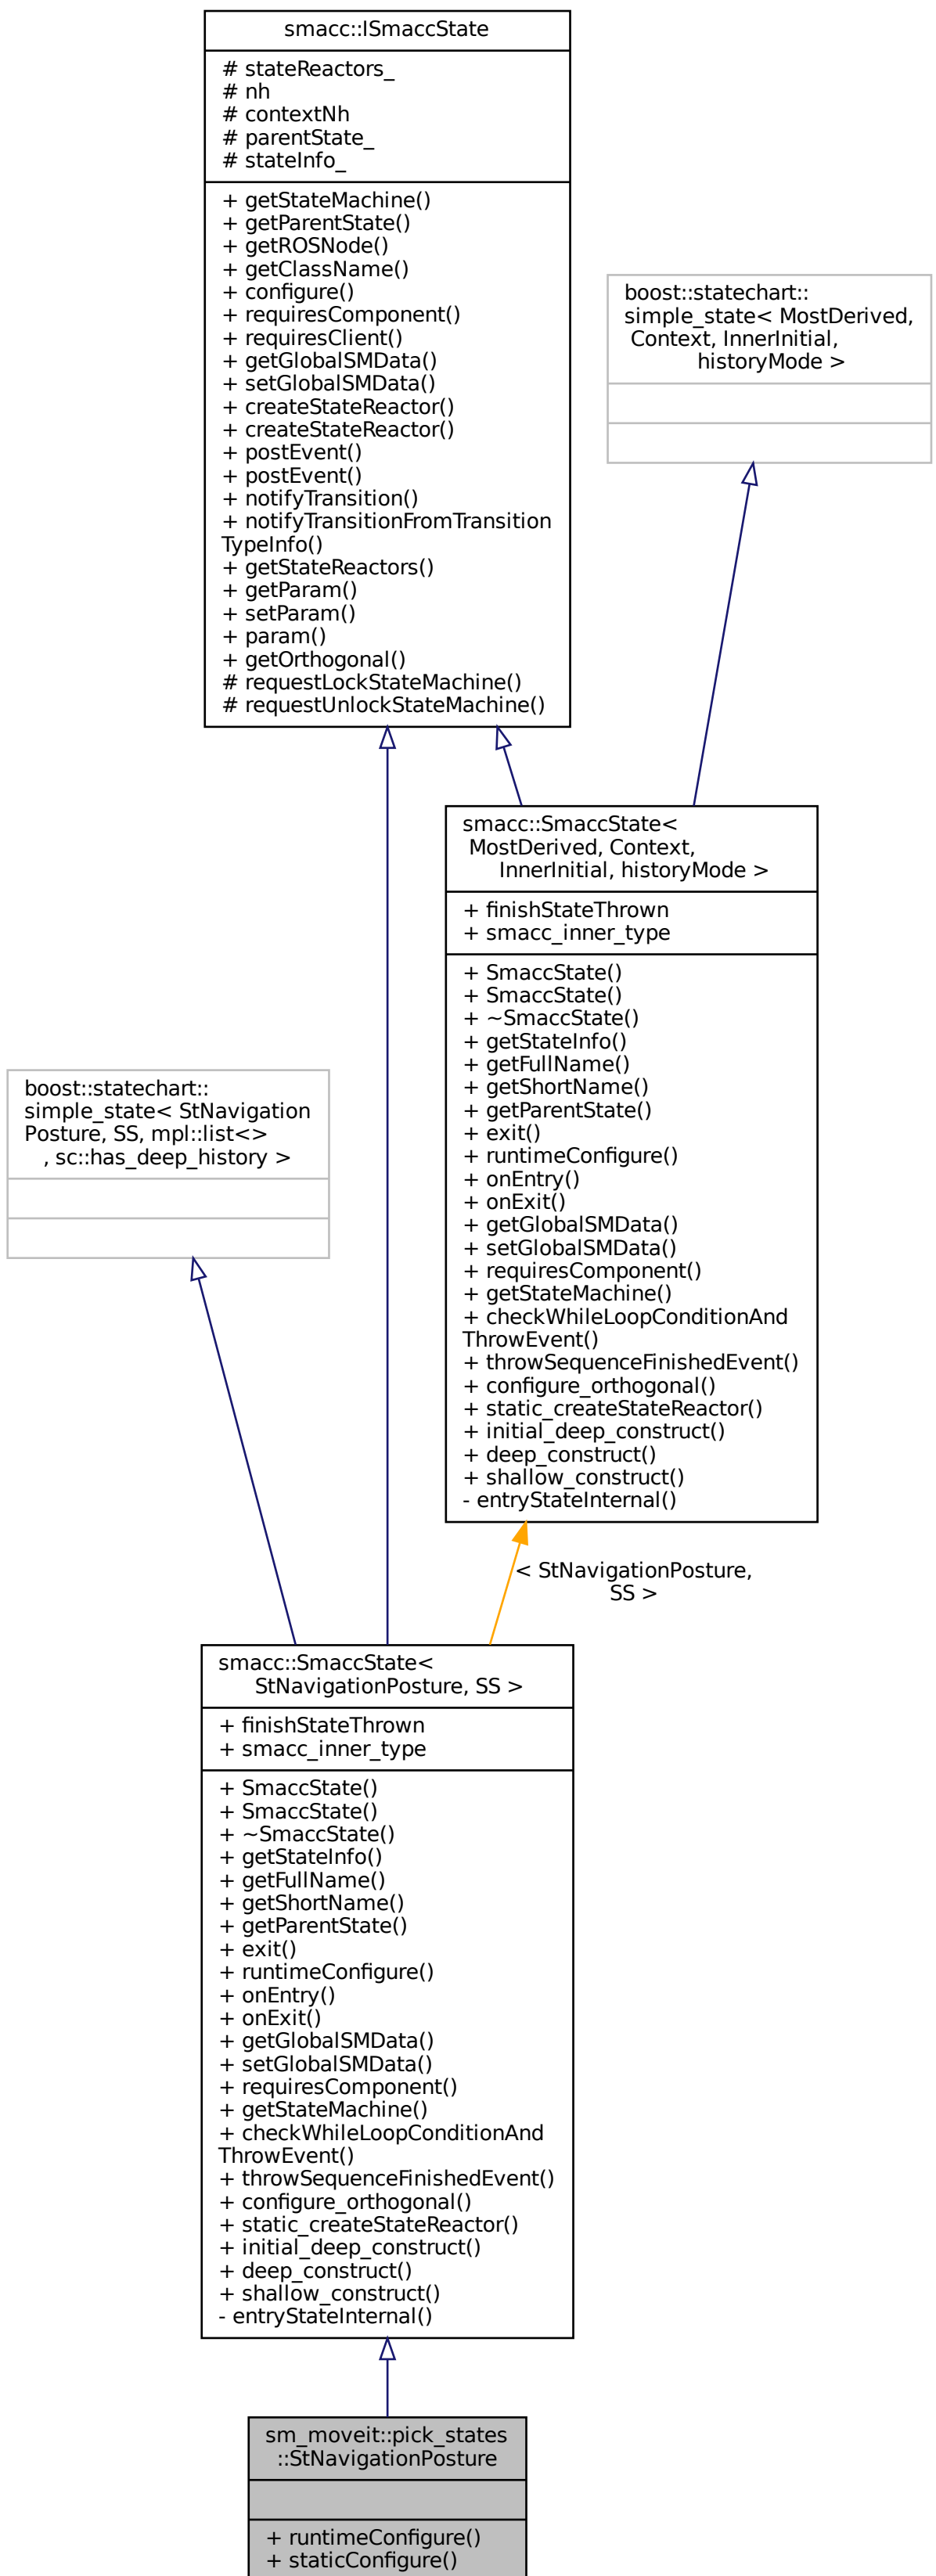 smacc::ISmaccState
# stateReactors_
# nh
# contextNh
# parentState_
# stateInfo_
+ getStateMachine()
+ getParentState()
+ getROSNode()
+ getClassName()
+ configure()
+ requiresComponent()
+ requiresClient()
+ getGlobalSMData()
+ setGlobalSMData()
+ createStateReactor()
+ createStateReactor()
+ postEvent()
+ postEvent()
+ notifyTransition()
+ notifyTransitionFromTransition
TypeInfo()
+ getStateReactors()
+ getParam()
+ setParam()
+ param()
+ getOrthogonal()
# requestLockStateMachine()
# requestUnlockStateMachine()
boost::statechart::
simple_state< MostDerived,
Context, InnerInitial,
historyMode >
smacc::SmaccState<
MostDerived, Context,
InnerInitial, historyMode >
+ finishStateThrown
+ smacc_inner_type
+ SmaccState()
+ SmaccState()
+ ~SmaccState()
+ getStateInfo()
+ getFullName()
+ getShortName()
+ getParentState()
+ exit()
+ runtimeConfigure()
+ onEntry()
+ onExit()
+ getGlobalSMData()
+ setGlobalSMData()
+ requiresComponent()
+ getStateMachine()
+ checkWhileLoopConditionAnd
ThrowEvent()
+ throwSequenceFinishedEvent()
+ configure_orthogonal()
+ static_createStateReactor()
+ initial_deep_construct()
+ deep_construct()
+ shallow_construct()
- entryStateInternal()
boost::statechart::
simple_state< StNavigation
Posture, SS, mpl::list<>
, sc::has_deep_history >
< StNavigationPosture,
SS >
smacc::SmaccState<
StNavigationPosture, SS >
+ finishStateThrown
+ smacc_inner_type
+ SmaccState()
+ SmaccState()
+ ~SmaccState()
+ getStateInfo()
+ getFullName()
+ getShortName()
+ getParentState()
+ exit()
+ runtimeConfigure()
+ onEntry()
+ onExit()
+ getGlobalSMData()
+ setGlobalSMData()
+ requiresComponent()
+ getStateMachine()
+ checkWhileLoopConditionAnd
ThrowEvent()
+ throwSequenceFinishedEvent()
+ configure_orthogonal()
+ static_createStateReactor()
+ initial_deep_construct()
+ deep_construct()
+ shallow_construct()
- entryStateInternal()
sm_moveit::pick_states
::StNavigationPosture
+ runtimeConfigure()
+ staticConfigure()